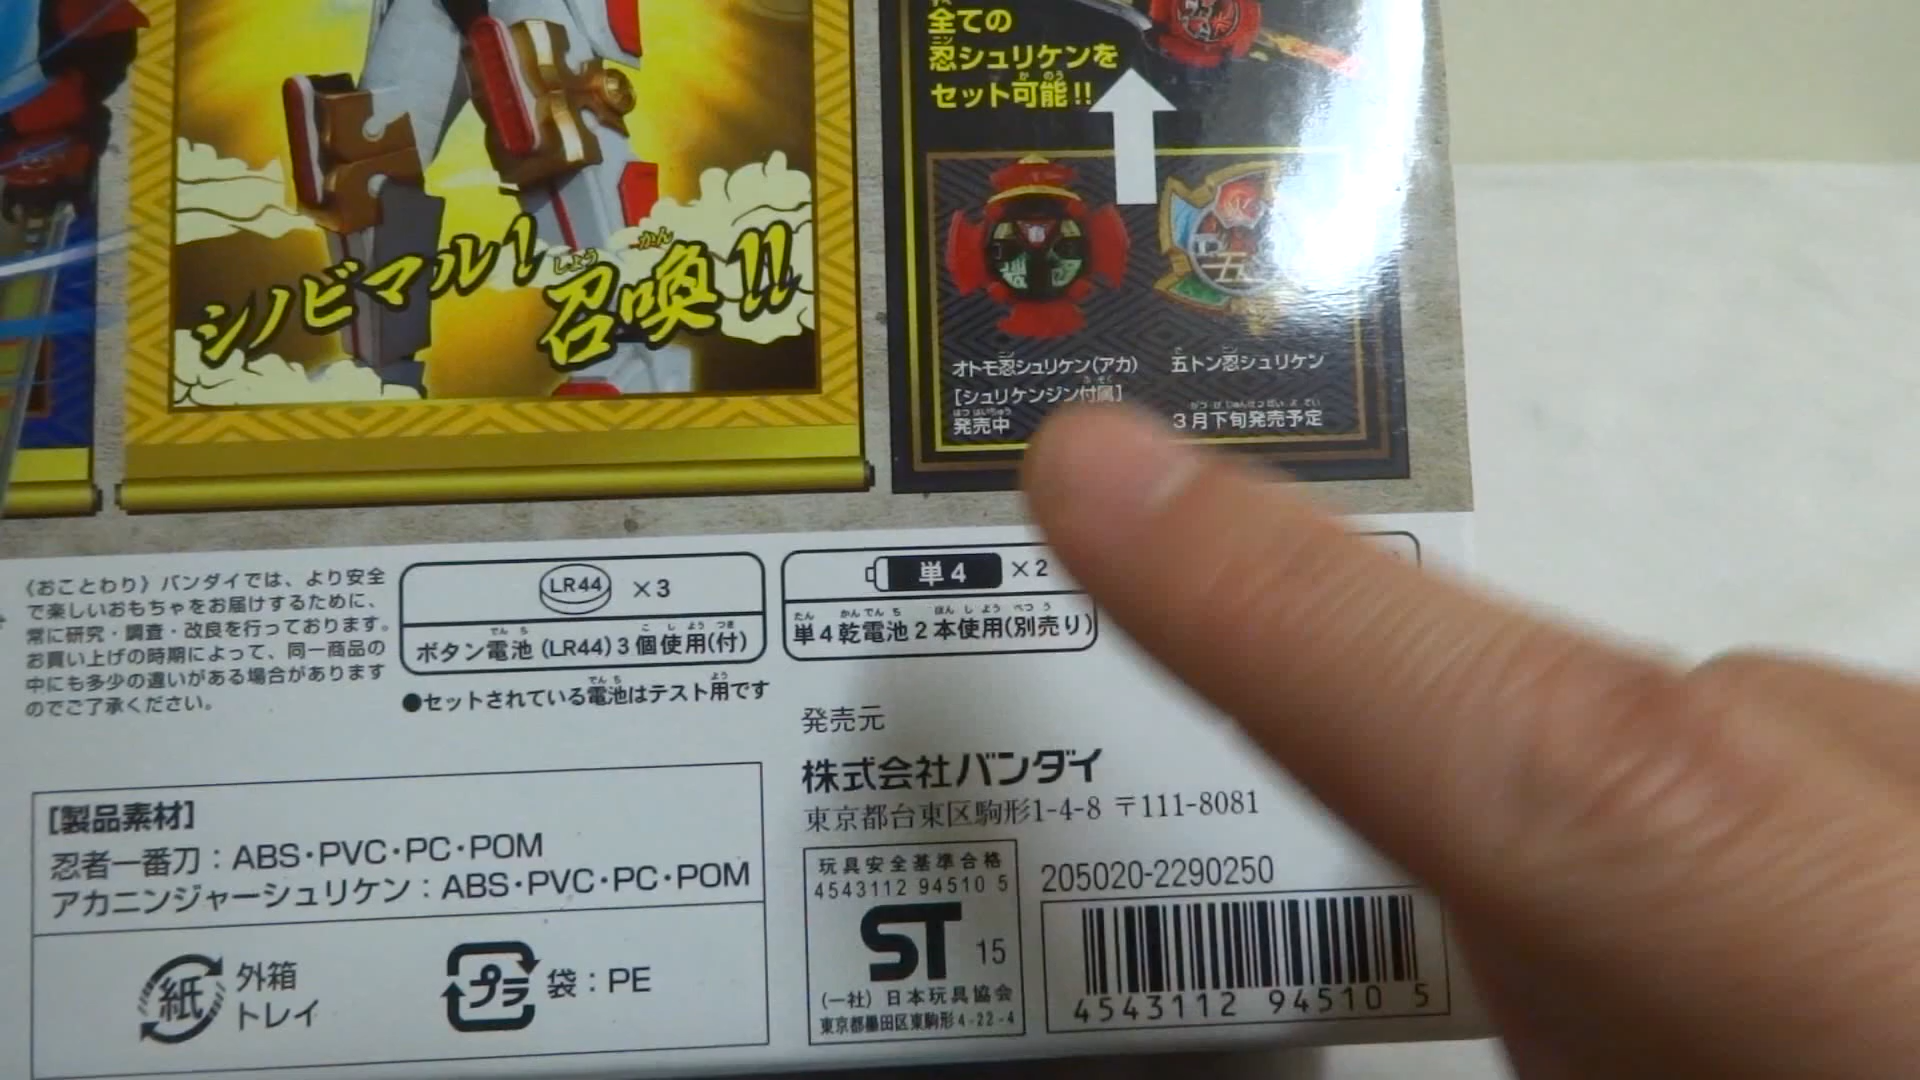 全ての
忍シュリケンを
セット可能!!
シノビマル!
召喚!!
オトモ忍シュリケン(アカ)
[シュリケンジン付属]
発売中
五トン忍シュリケン
3月下旬発売予定
〈おことわり〉バンダイでは、より安全
で楽しいおもちゃをお届けするために、
常に研究・調査・改良を行っております。
お買い上げの時期によって、同一商品の
中にも多少の違いがある場合があります
のでご了承ください。
LR44 ×3
ボタン電池(LR44)3個使用(付)
●セットされている電池はテスト用です
単4 ×2
単4乾電池2本使用(別売り)
発売元
株式会社バンダイ
東京都台東区駒形1-4-8 〒111-8081
[製品素材]
忍者一番刀:ABS・PVC・PC・POM
アカニンジャーシュリケン:ABS・PVC・PC・POM
紙 外箱
トレイ
プラ 袋:PE
玩具安全基準合格
4543112 94510 5
ST 15
(一社)日本玩具協会
東京都墨田区東駒形4-22-4
205020-2290250
4543112 945105